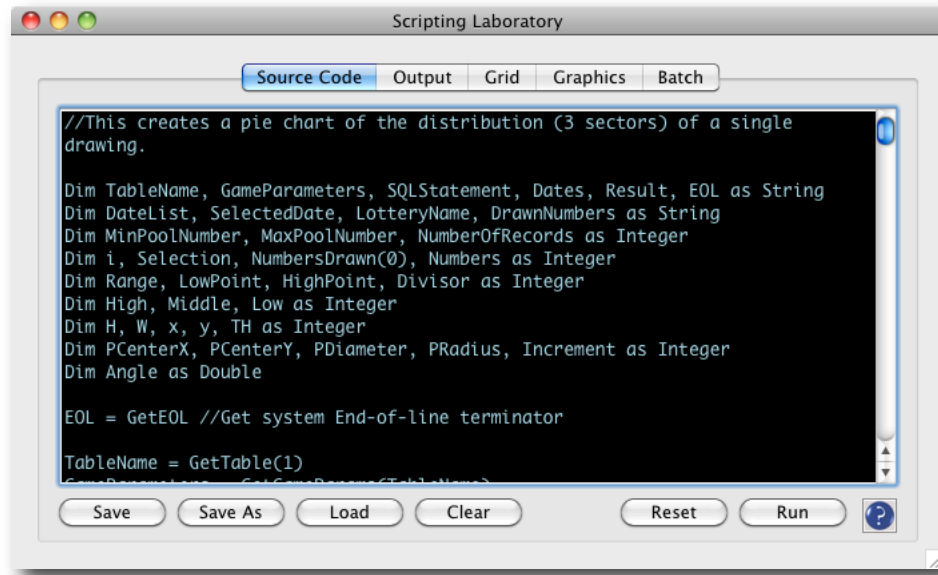 Scripting Laboratory
Source Code Output Grid Graphics Batch
//This creates a pie chart of the distribution (3 sectors) of a single
drawing.
Dim TableName, GameParameters, SQLStatement, Dates, Result, EOL as String
Dim DateList, SelectedDate, LotteryName, DrawnNumbers as String
Dim MinPoolNumber, MaxPoolNumber, NumberOfRecords as Integer
Dim i, Selection, NumbersDrawn(0), Numbers as Integer
Dim Range, LowPoint, HighPoint, Divisor as Integer
Dim High, Middle, Low as Integer
Dim H, W, x, y, TH as Integer
Dim PCenterX, PCenterY, PDiameter, PRadius, Increment as Integer
Dim Angle as Double
EOL = GetEOL //Get system End-of-line terminator
TableName = GetTable(1)
GameParameters = GetGameParams(TableName)
Save Save As Load Clear Reset Run ?